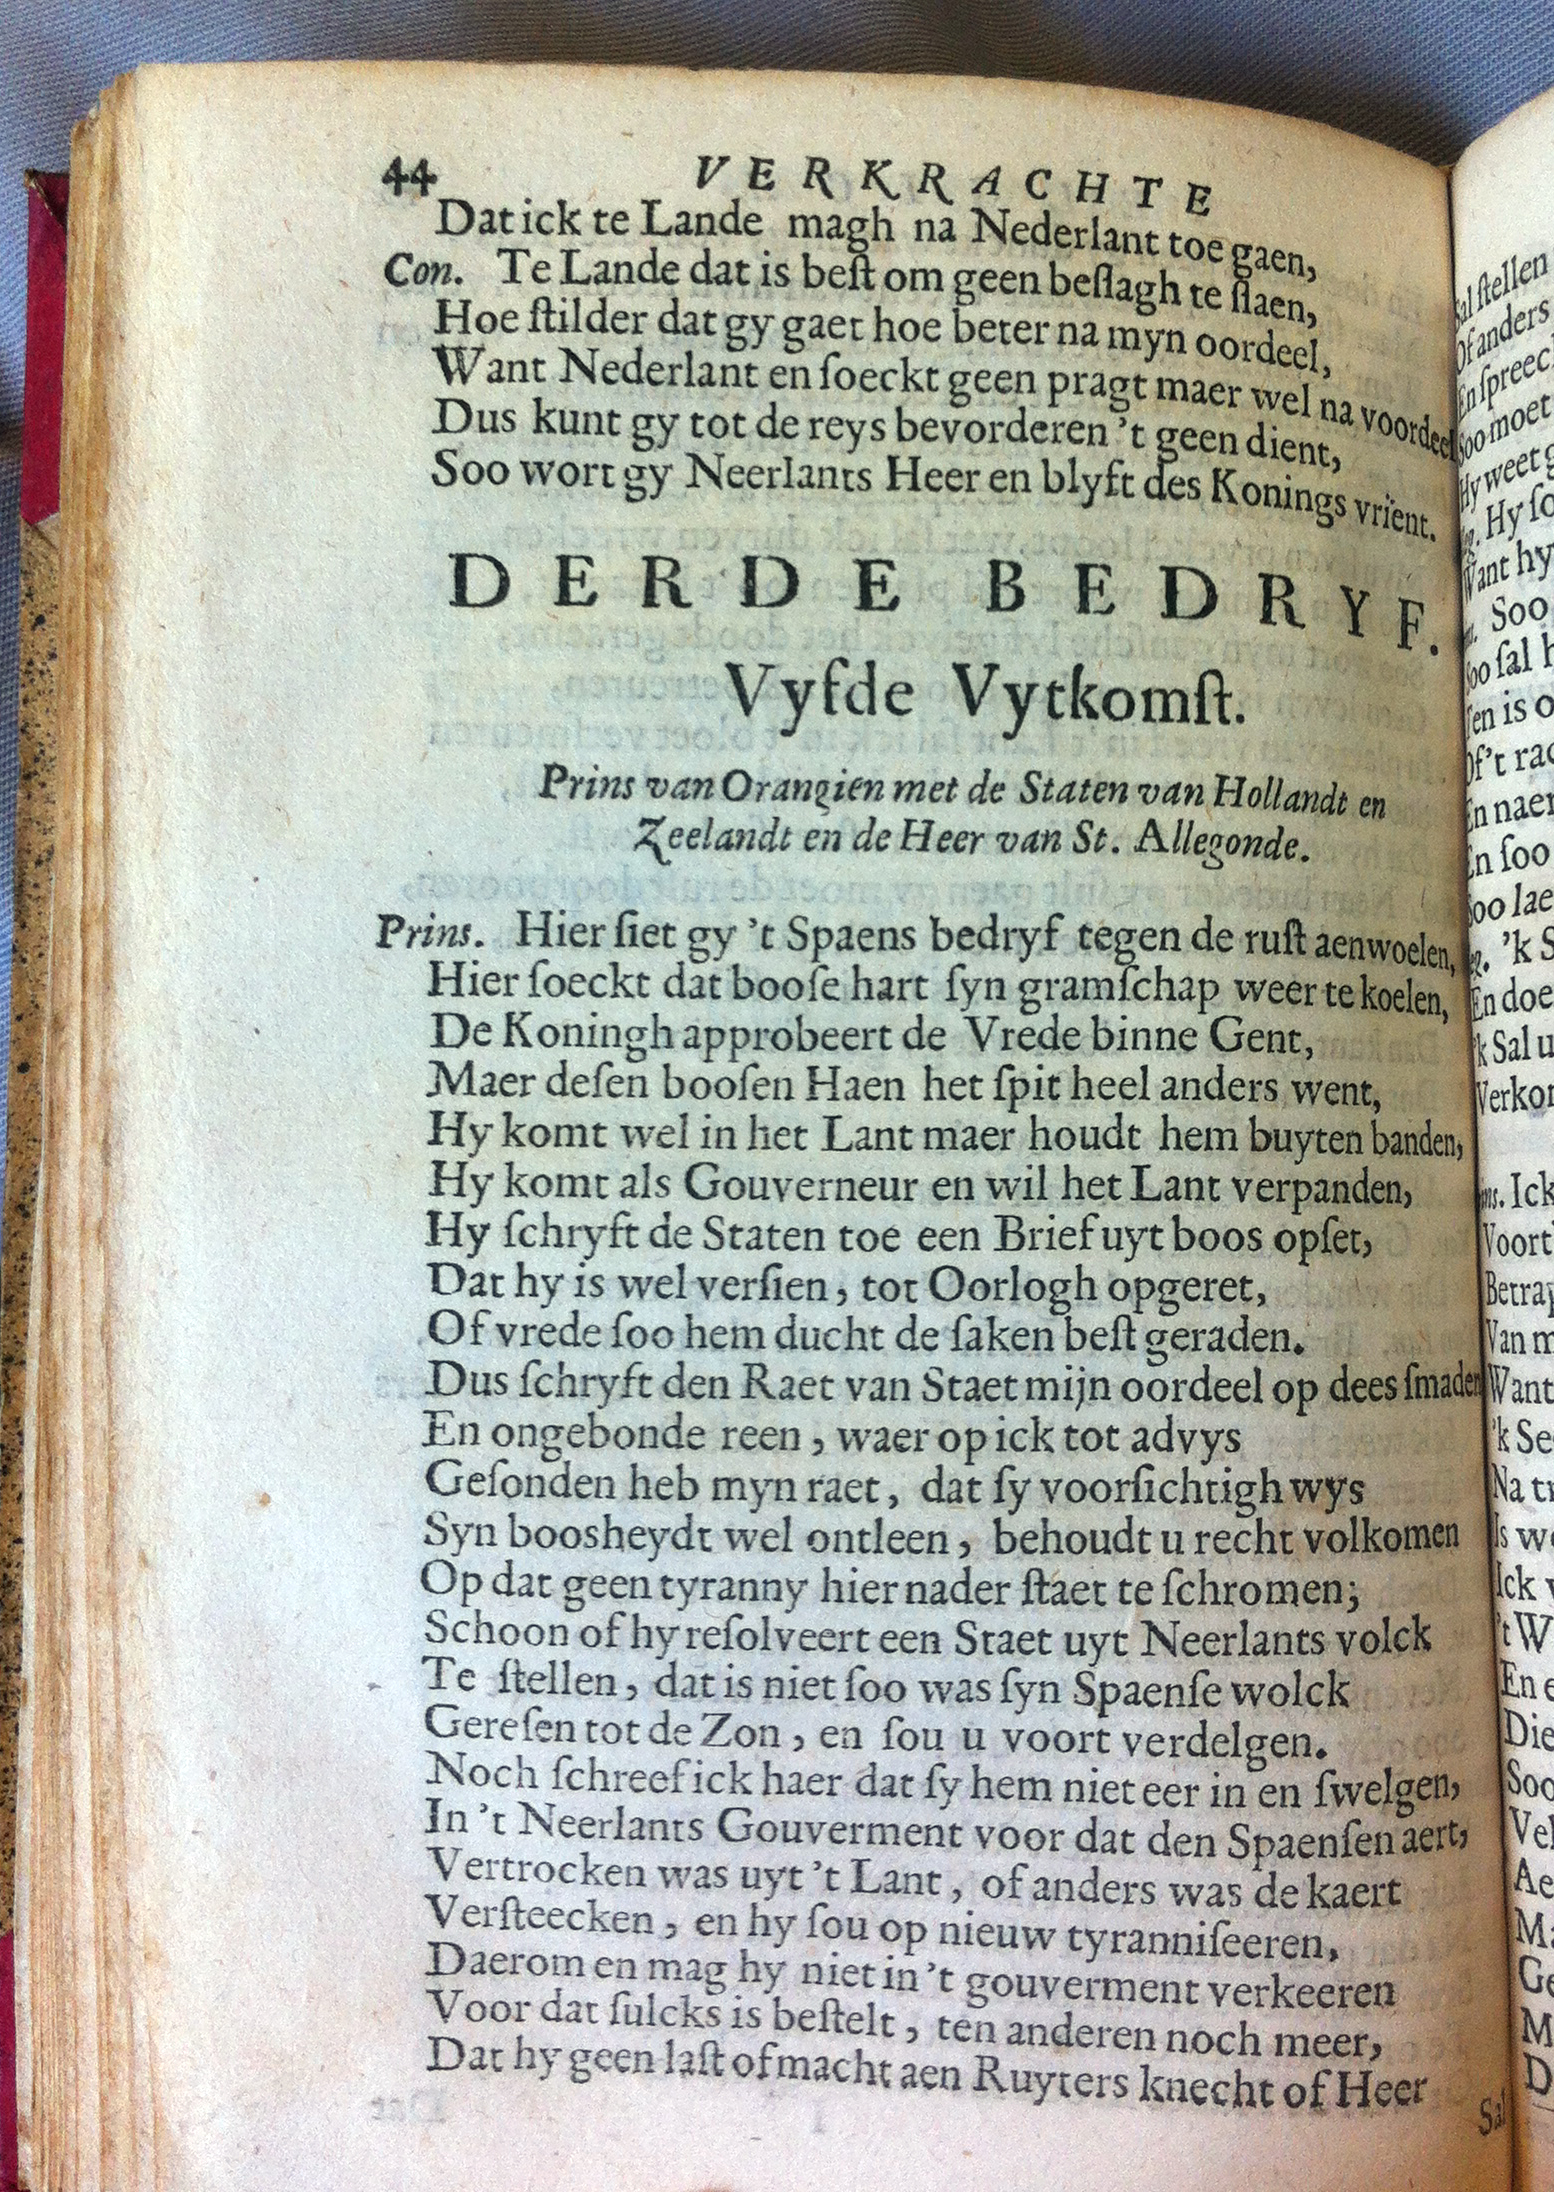 44 VERKRACHTE
Dat ick te Lande magh na Nederlant toe gaen,
Con. Te Lande dat is beſt om geen beſlagh te ſlaen,
Hoe ſtilder dat gy gaet hoe beter na myn oordeel,
Want Nederlant en ſoeckt geen pragt maer wel na voordeel
Dus kunt gy tot de reys bevorderen 't geen dient,
Soo wort gy Neerlants Heer en blyft des Konings vrïent.
DERDE BEDRYF.
Vyfde Vytkomſt.
Prins van Orangien met de Staten van Hollandt en
Zeelandt en de Heer van St. Allegonde.
Prins. Hier ſiet gy 't Spaens bedryf tegen de ruſt aenwoelen,
Hier ſoeckt dat booſe hart ſyn gramſchap weer te koelen,
De Koningh approbeert de Vrede binne Gent,
Maer deſen booſen Haen het ſpit heel anders went,
Hy komt wel in het Lant maer houdt hem buyten banden,
Hy komt als Gouverneur en wil het Lant verpanden,
Hy ſchryft de Staten toe een Brief uyt boos opſet,
Dat hy is wel verſien, tot Oorlogh opgeret,
Of vrede ſoo hem ducht de ſaken beſt geraden.
Dus ſchryft den Raet van Staet mijn oordeel op dees ſmaden
En ongebonde reen, waer op ick tot advys
Geſonden heb myn raet, dat ſy voorſichtigh wys
Syn boosheydt wel ontleen, behoudt u recht volkomen
Op dat geen tyranny hier nader ſtaet te ſchromen;
Schoon of hy reſolveert een Staet uyt Neerlants volck
Te ſtellen, dat is niet ſoo was ſyn Spaenſe wolck
Gereſen tot de Zon, en ſou u voort verdelgen.
Noch ſchreef ick haer dat ſy hem niet eer in en ſwelgen,
In 't Neerlants Gouverment voor dat den Spaenſen aert,
Vertrocken was uyt 't Lant, of anders was de kaert
Verſteecken, en hy ſou op nieuw tyranniſeeren,
Daerom en mag hy niet in 't gouverment verkeeren
Voor dat ſulcks is beſtelt, ten anderen noch meer,
Dat hy geen laſt of macht aen Ruyters knecht of Heer